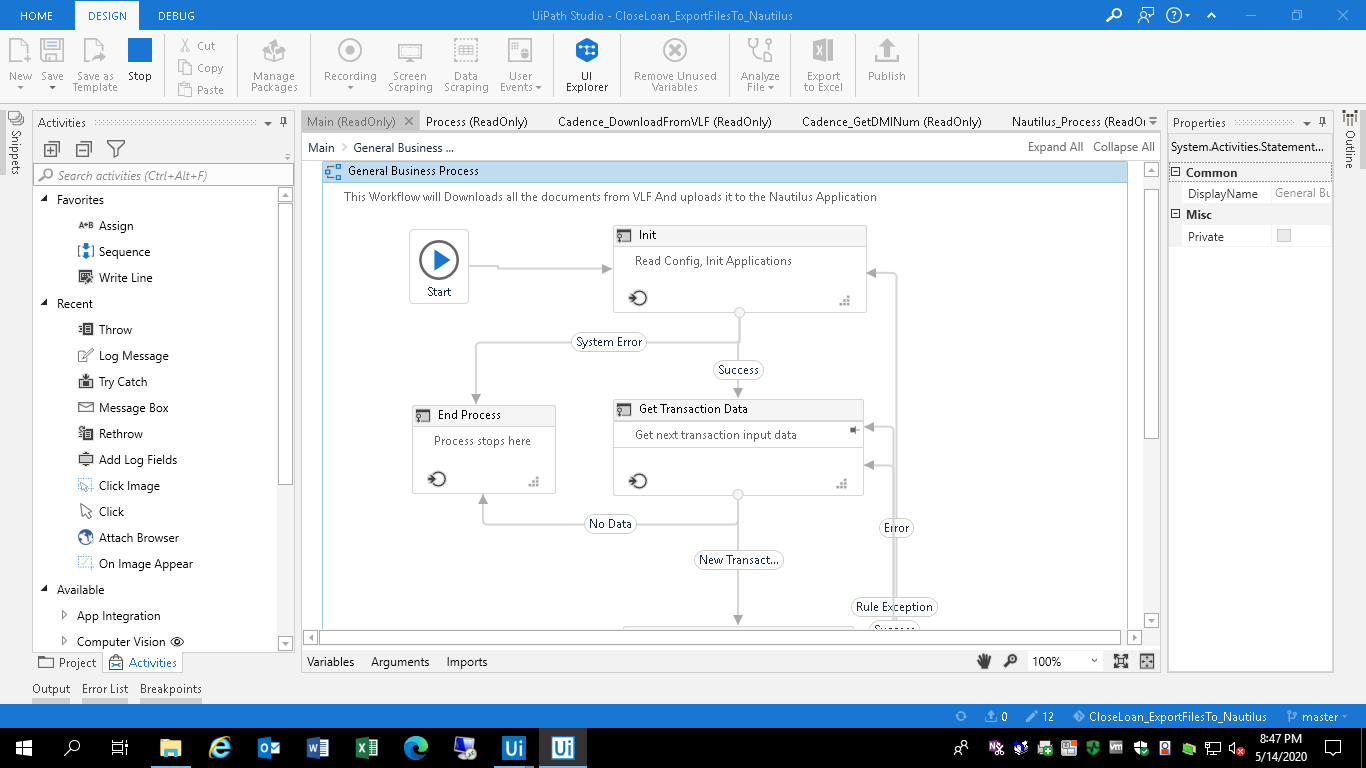 HOME DESIGN DEBUG UiPath Studio - CloseLoan_ExportFilesTo_Nautilus
New Save Save as Template Stop
Cut
Copy
Paste
Manage Packages
Recording
Screen Scraping
Data Scraping
User Events
UI Explorer
Remove Unused Variables
Analyze File
Export to Excel
Publish
Snippets
Activities
Search activities (Ctrl+Alt+F)
Favorites
Assign
Sequence
Write Line
Recent
Throw
Log Message
Try Catch
Message Box
Rethrow
Add Log Fields
Click Image
Click
Attach Browser
On Image Appear
Available
App Integration
Computer Vision
Project Activities
Main (ReadOnly) Process (ReadOnly) Cadence_DownloadFromVLF (ReadOnly) Cadence_GetDMINum (ReadOnly) Nautilus_Process (ReadOr
Main General Business ... Expand All Collapse All
General Business Process
This Workflow will Downloads all the documents from VLF And uploads it to the Nautilus Application
Start
Init
Read Config, Init Applications
System Error
Success
End Process
Process stops here
Get Transaction Data
Get next transaction input data
No Data
Error
New Transact...
Rule Exception
Success
Variables Arguments Imports 100%
Properties
System.Activities.Statement...
Common
DisplayName General Bu
Misc
Private
Outline
Output Error List Breakpoints
0 12 CloseLoan_ExportFilesTo_Nautilus master
8:47 PM
5/14/2020